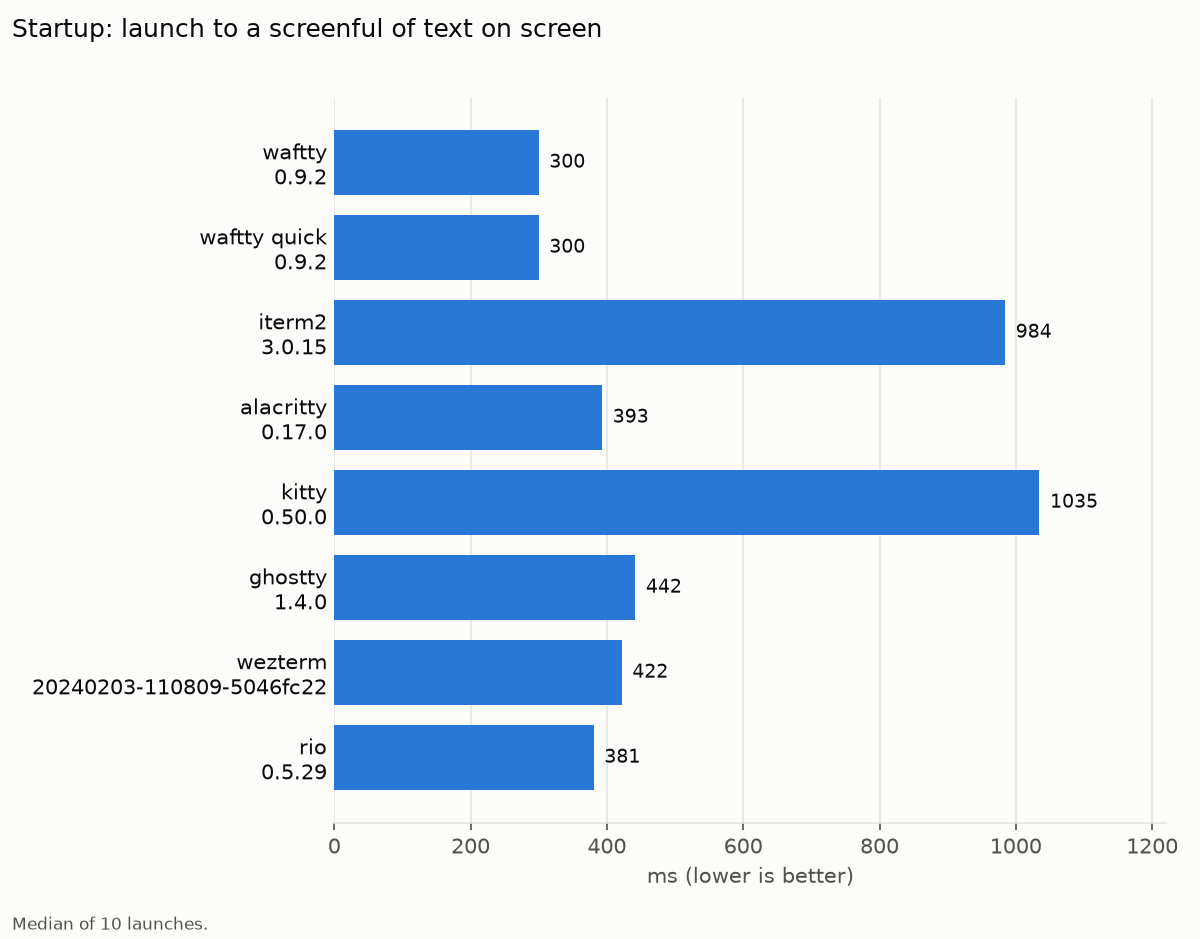 Startup: launch to a screenful of text on screen
waftty
0.9.2
300
waftty quick
0.9.2
300
iterm2
3.0.15
984
alacritty
0.17.0
393
kitty
0.50.0
1035
ghostty
1.4.0
442
wezterm
20240203-110809-5046fc22
422
rio
0.5.29
381
0 200 400 600 800 1000 1200
ms (lower is better)
Median of 10 launches.